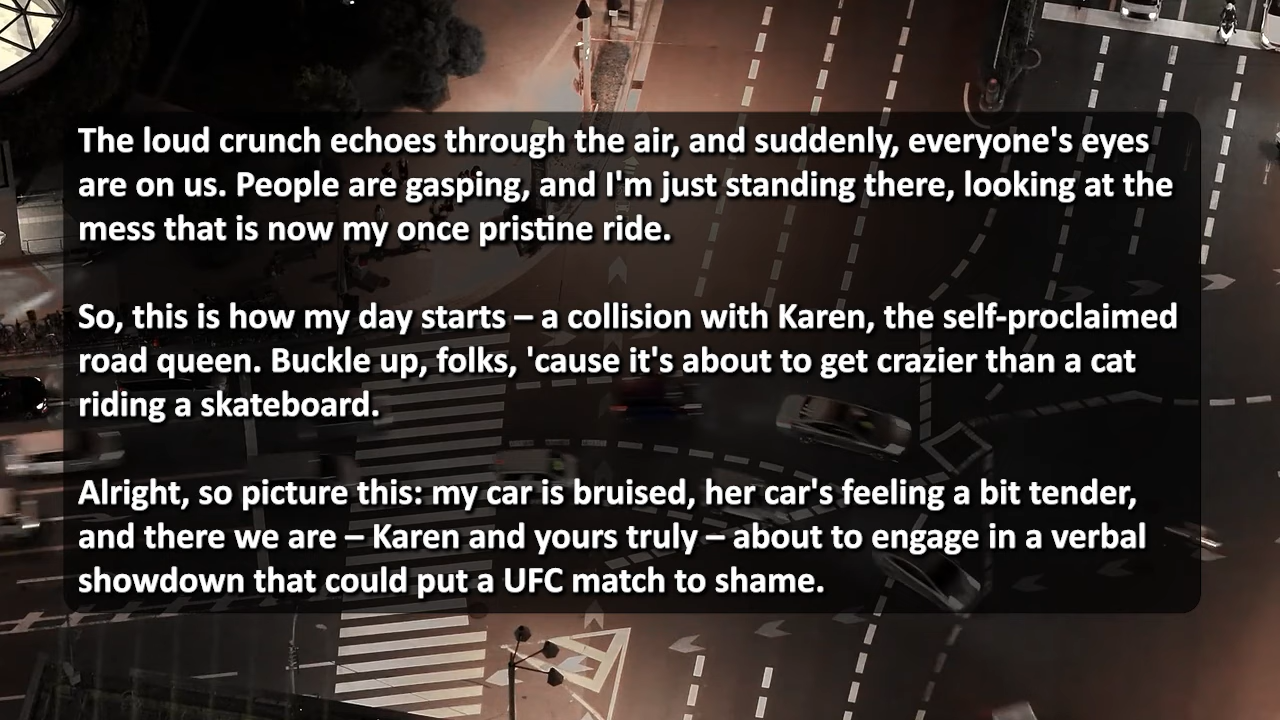 The loud crunch echoes through the air, and suddenly, everyone's eyes
are on us. People are gasping, and I'm just standing there, looking at the
mess that is now my once pristine ride.
So, this is how my day starts – a collision with Karen, the self-proclaimed
road queen. Buckle up, folks, 'cause it's about to get crazier than a cat
riding a skateboard.
Alright, so picture this: my car is bruised, her car's feeling a bit tender,
and there we are – Karen and yours truly – about to engage in a verbal
showdown that could put a UFC match to shame.